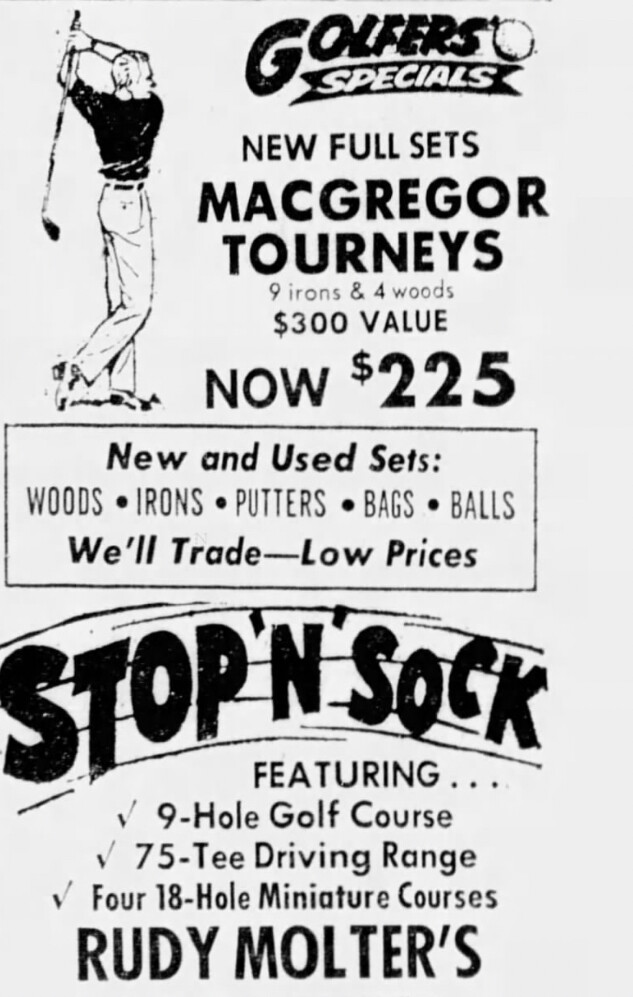 GOLFERS'
SPECIALS
NEW FULL SETS
MACGREGOR
TOURNEYS
9 irons & 4 woods
$300 VALUE
NOW $225
New and Used Sets:
WOODS • IRONS • PUTTERS • BAGS • BALLS
We'll Trade—Low Prices
STOP 'N' SOCK
FEATURING . . .
√ 9-Hole Golf Course
√ 75-Tee Driving Range
√ Four 18-Hole Miniature Courses
RUDY MOLTER'S